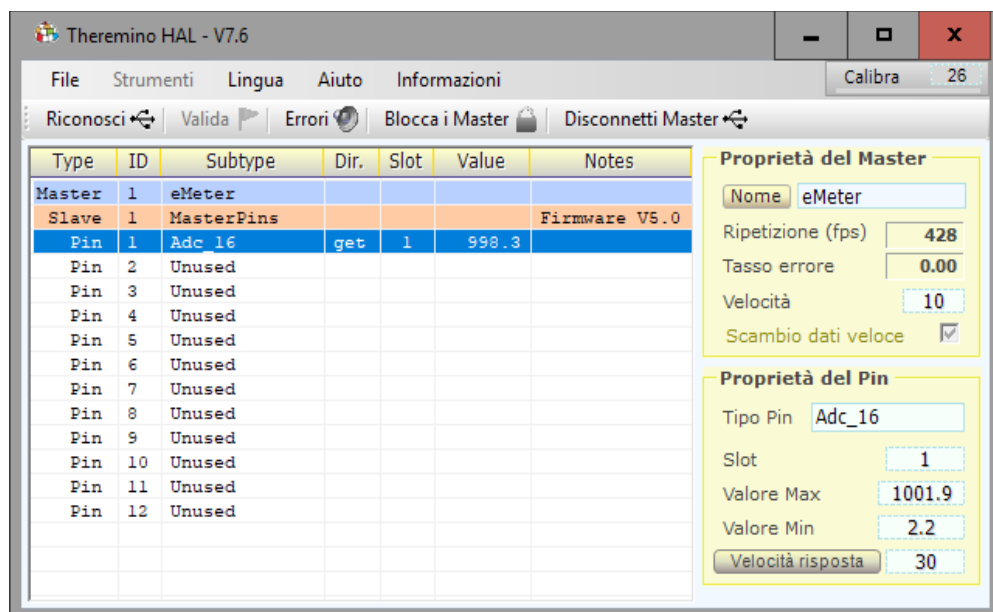 Theremino HAL - V7.6
File Strumenti Lingua Aiuto Informazioni Calibra 26
Riconosci Valida Errori Blocca i Master Disconnetti Master
Type ID Subtype Dir. Slot Value Notes
Master 1 eMeter
Slave 1 MasterPins Firmware V5.0
Pin 1 Adc_16 get 1 998.3
Pin 2 Unused
Pin 3 Unused
Pin 4 Unused
Pin 5 Unused
Pin 6 Unused
Pin 7 Unused
Pin 8 Unused
Pin 9 Unused
Pin 10 Unused
Pin 11 Unused
Pin 12 Unused
Proprietà del Master
Nome eMeter
Ripetizione (fps) 428
Tasso errore 0.00
Velocità 10
Scambio dati veloce
Proprietà del Pin
Tipo Pin Adc_16
Slot 1
Valore Max 1001.9
Valore Min 2.2
Velocità risposta 30